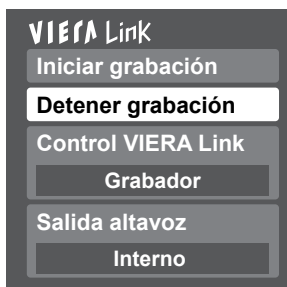 VIERA Link
Iniciar grabación
Detener grabación
Control VIERA Link
Grabador
Salida altavoz
Interno